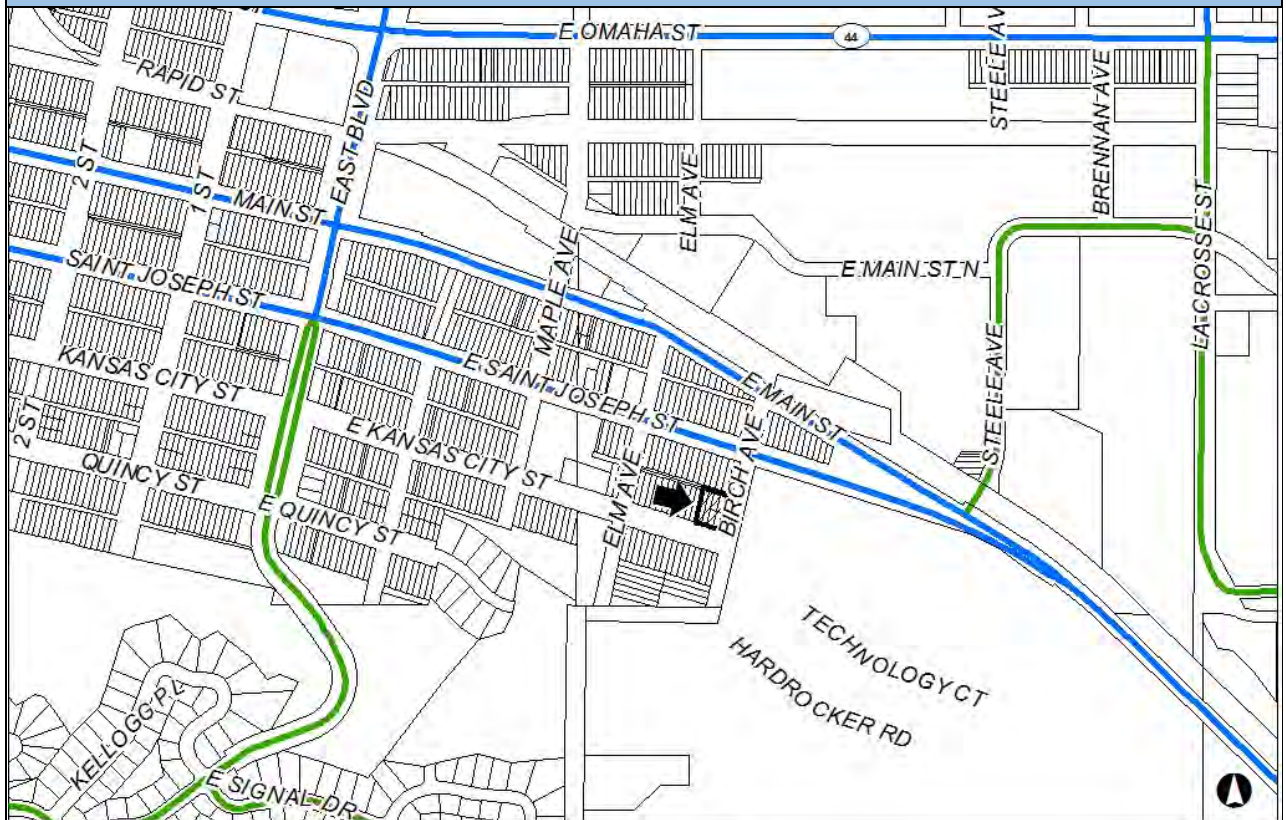 E OMAHA ST
44
STEELE AV
RAPID ST
EAST BLVD
BRENNAN AVE
2 ST
1 ST
MAIN ST
ELM AVE
LA CROSSE ST
SAINT JOSEPH ST
MAPLE AVE
E MAIN ST N
KANSAS CITY ST
E SAINT JOSEPH ST
E MAIN ST
STEELE AVE
2 ST
E KANSAS CITY ST
QUINCY ST
E QUINCY ST
ELM AVE
BIRCH AVE
TECHNOLOGY CT
HARDROCKER RD
KELLOGG PL
E SIGNAL DR